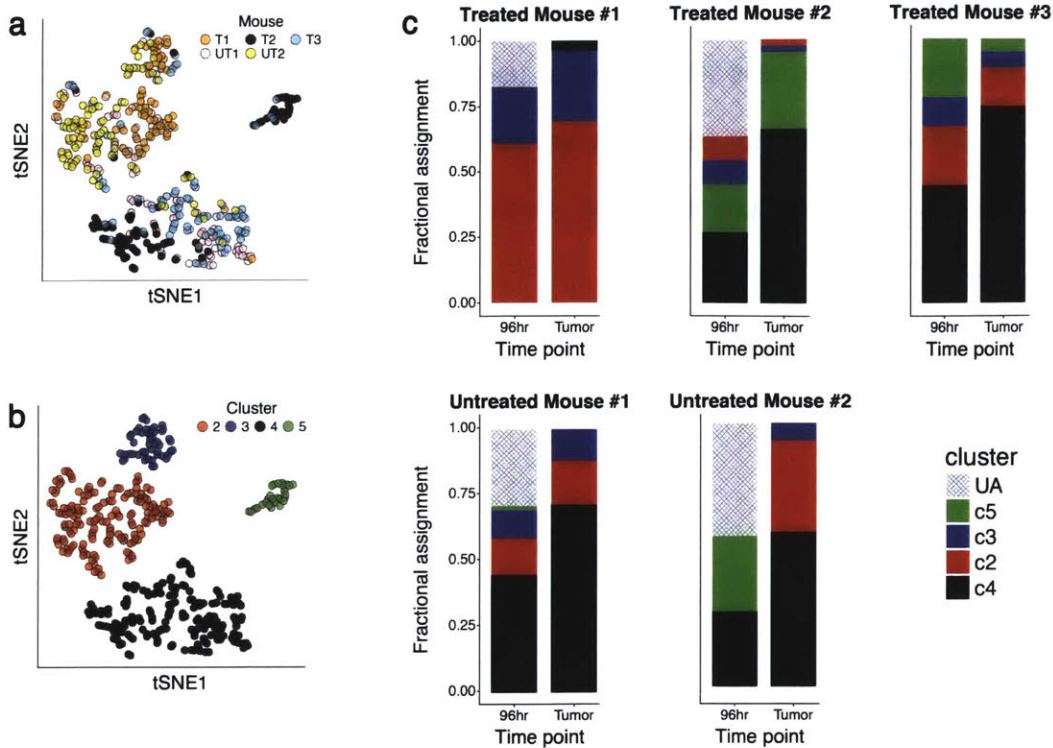 a
Mouse
T1 T2 T3
UT1 UT2
tSNE2
tSNE1
b
Cluster
2 3 4 5
tSNE2
tSNE1
c
Treated Mouse #1
Treated Mouse #2
Treated Mouse #3
Fractional assignment
1.00
0.75
0.50
0.25
0.00
96hr Tumor
Time point
96hr Tumor
Time point
96hr Tumor
Time point
Untreated Mouse #1
Untreated Mouse #2
Fractional assignment
1.00
0.75
0.50
0.25
0.00
96hr Tumor
Time point
96hr Tumor
Time point
cluster
UA
c5
c3
c2
c4